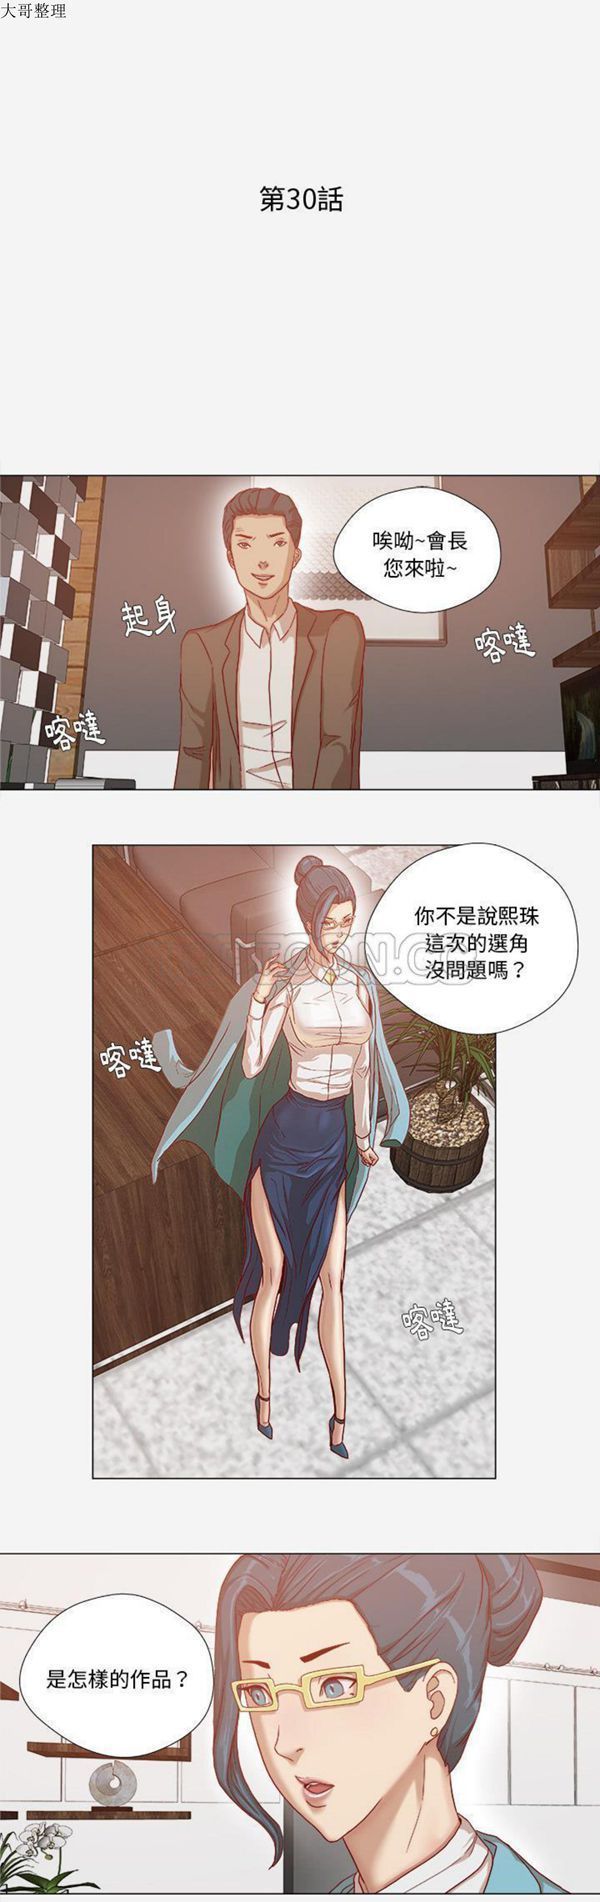 大哥整理
第30話
唉呦~會長
您來啦~
起身
喀噠
喀噠
你不是說熙珠
這次的選角
沒問題嗎？
喀噠
喀噠
是怎樣的作品？